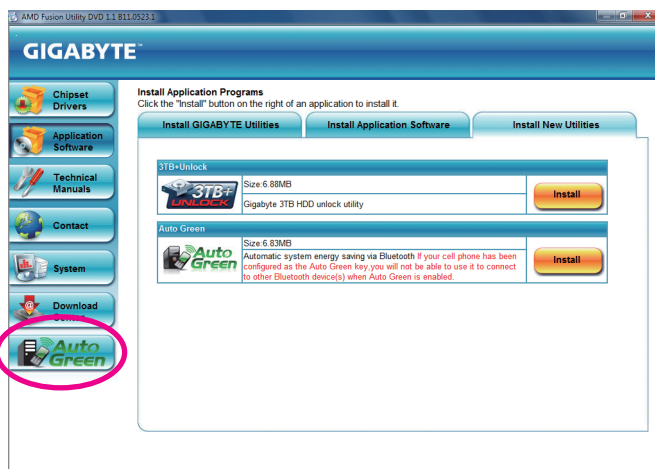 AMD Fusion Utility DVD 1.1 B11.0523.1
GIGABYTE™
Chipset
Drivers
Application
Software
Technical
Manuals
Contact
System
Download
Auto
Green
Install Application Programs
Click the "Install" button on the right of an application to install it.
Install GIGABYTE Utilities
Install Application Software
Install New Utilities
3TB+Unlock
3TB+
UNLOCK
Size:6.88MB
Gigabyte 3TB HDD unlock utility
Install
Auto Green
Auto
Green
Size:6.83MB
Automatic system energy saving via Bluetooth If your cell phone has been
configured as the Auto Green key,you will not be able to use it to connect
to other Bluetooth device(s) when Auto Green is enabled.
Install